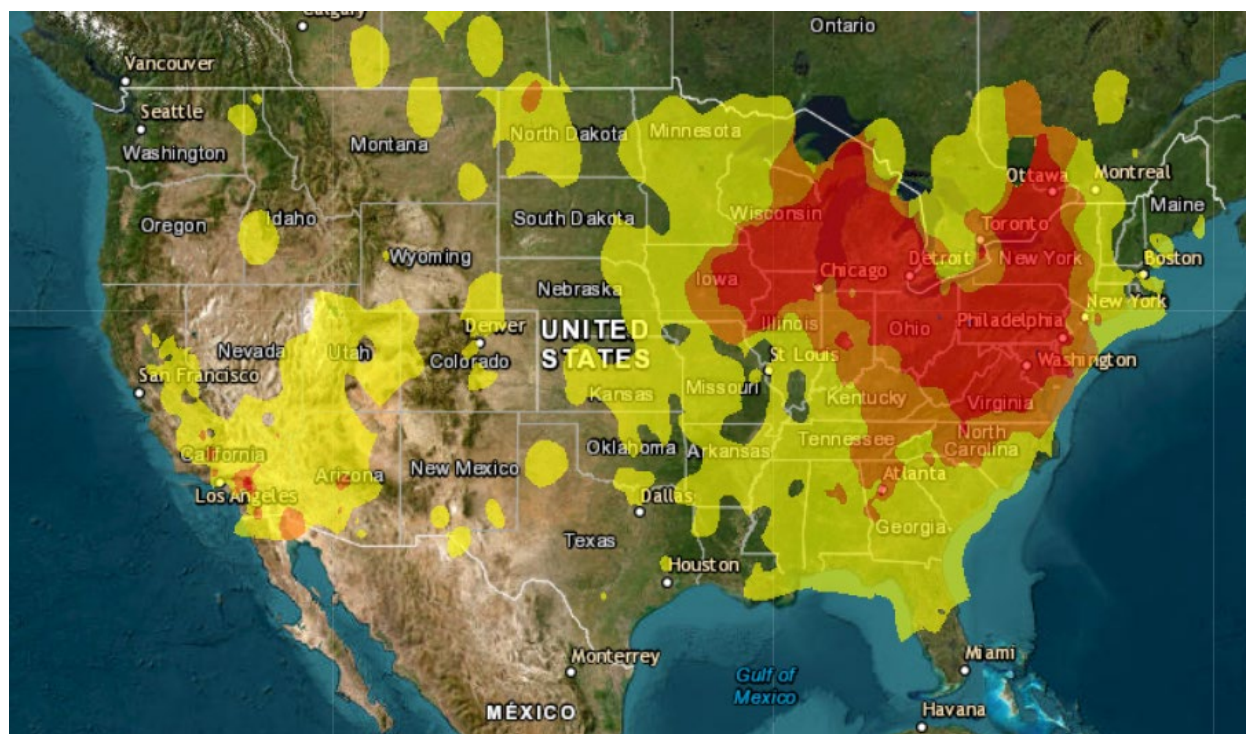 Calgary
Ontario
Vancouver
Seattle
Washington
Montana
North Dakota
Minnesota
Ottawa
Montreal
Maine
Oregon
Idaho
South Dakota
Wisconsin
Toronto
Wyoming
Detroit
New York
Boston
Iowa
Chicago
Nebraska
New York
Nevada
Utah
Denver
Colorado
UNITED
STATES
Illinois
Ohio
Philadelphia
San Francisco
Kansas
Missouri
St Louis
Washington
Kentucky
Virginia
California
Arizona
New Mexico
Oklahoma
Arkansas
Tennessee
North
Carolina
Los Angeles
Dallas
Atlanta
Texas
Georgia
Houston
Monterrey
Miami
Gulf of
Mexico
MÉXICO
Havana